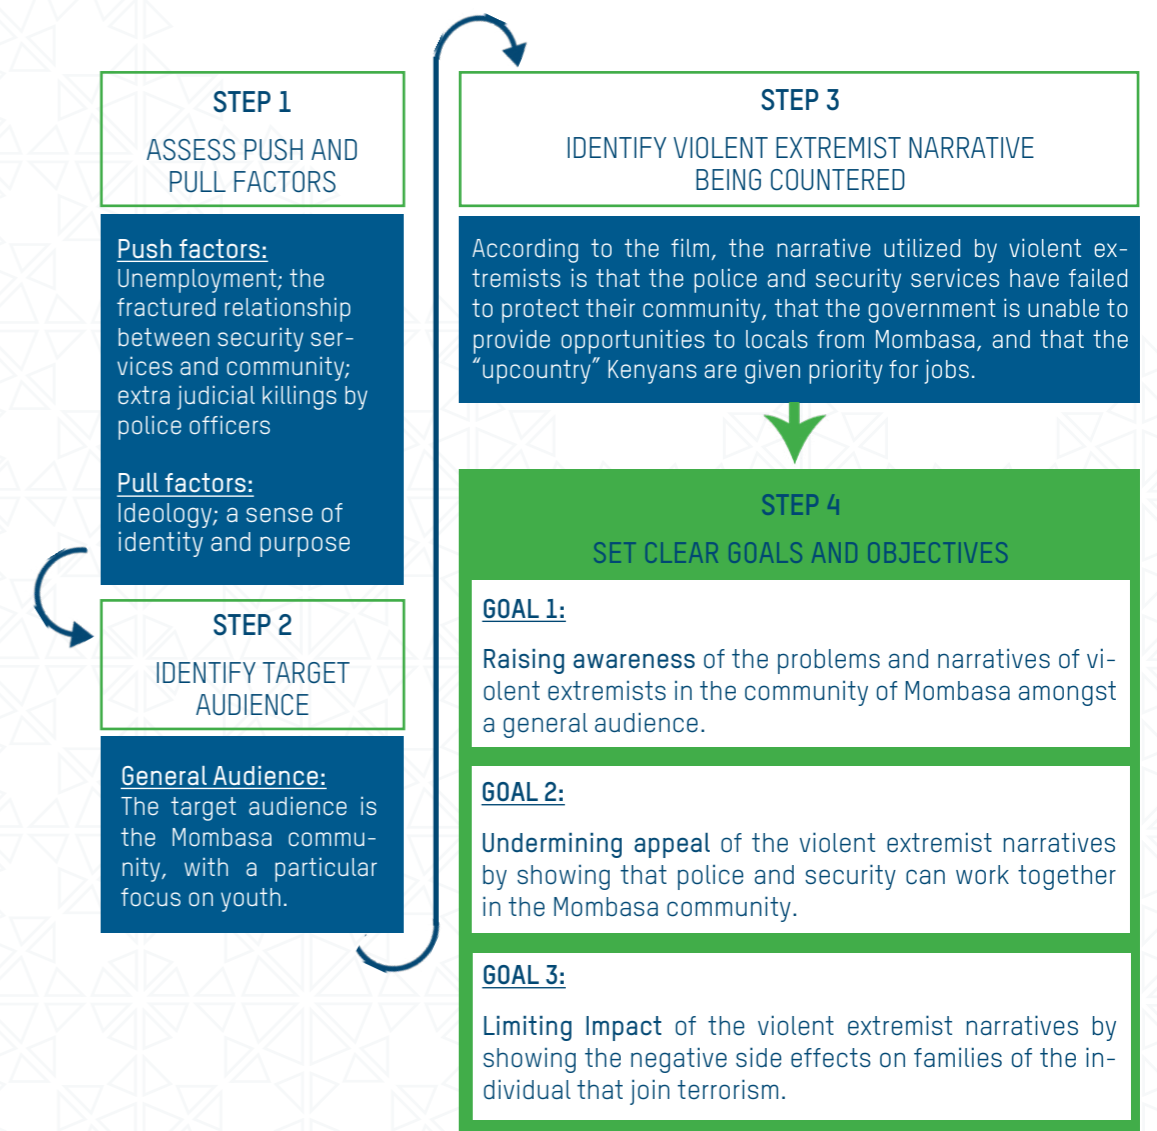 STEP 1
ASSESS PUSH AND
PULL FACTORS
Push factors:
Unemployment; the
fractured relationship
between security ser-
vices and community;
extra judicial killings by
police officers
Pull factors:
Ideology; a sense of
identity and purpose
STEP 2
IDENTIFY TARGET
AUDIENCE
General Audience:
The target audience is
the Mombasa commu-
nity, with a particular
focus on youth.
STEP 3
IDENTIFY VIOLENT EXTREMIST NARRATIVE
BEING COUNTERED
According to the film, the narrative utilized by violent ex-
tremists is that the police and security services have failed
to protect their community, that the government is unable to
provide opportunities to locals from Mombasa, and that the
“upcountry” Kenyans are given priority for jobs.
STEP 4
SET CLEAR GOALS AND OBJECTIVES
GOAL 1:
Raising awareness of the problems and narratives of vi-
olent extremists in the community of Mombasa amongst
a general audience.
GOAL 2:
Undermining appeal of the violent extremist narratives
by showing that police and security can work together
in the Mombasa community.
GOAL 3:
Limiting Impact of the violent extremist narratives by
showing the negative side effects on families of the in-
dividual that join terrorism.